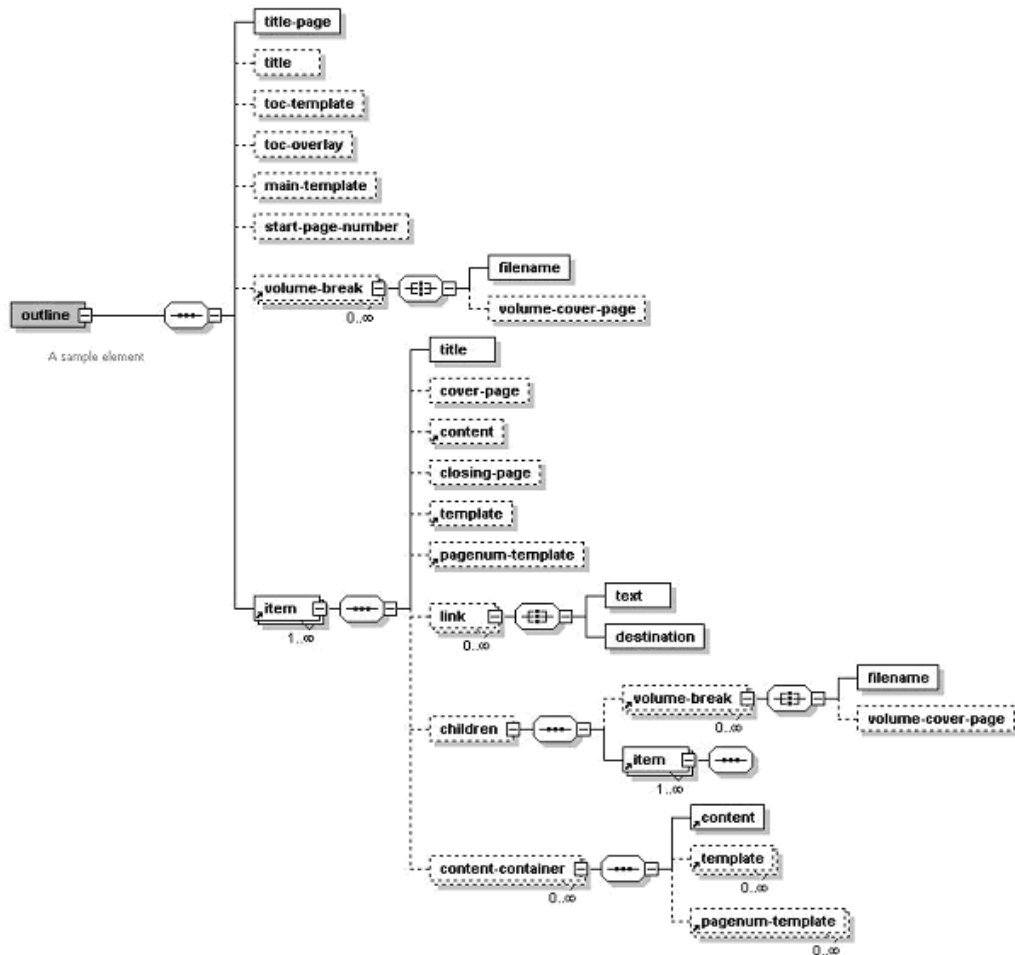 title-page
title
toc-template
toc-overlay
main-template
start-page-number
volume-break
0..∞
filename
volume-cover-page
outline
A sample element
title
cover-page
content
closing-page
template
pagenum-template
item
1..∞
link
0..∞
text
destination
children
volume-break
0..∞
filename
volume-cover-page
item
1..∞
content-container
0..∞
content
template
0..∞
pagenum-template
0..∞